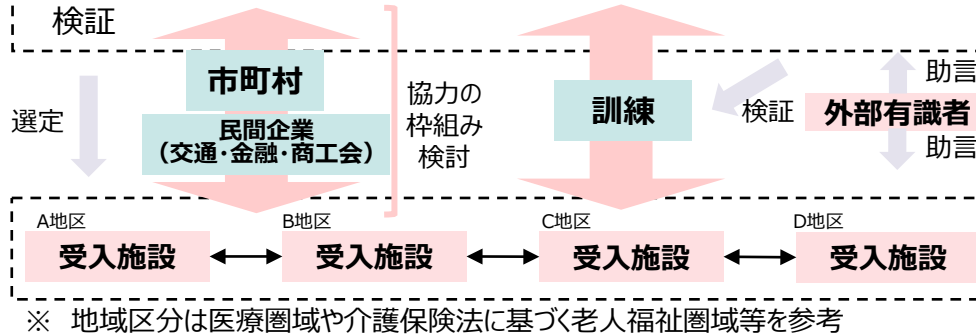 検証
選定
市町村
民間企業
（交通・金融・商工会）
協力の
枠組み
検討
訓練
検証
助言
外部有識者
助言
A地区
受入施設
B地区
受入施設
C地区
受入施設
D地区
受入施設
※ 地域区分は医療圏域や介護保険法に基づく老人福祉圏域等を参考